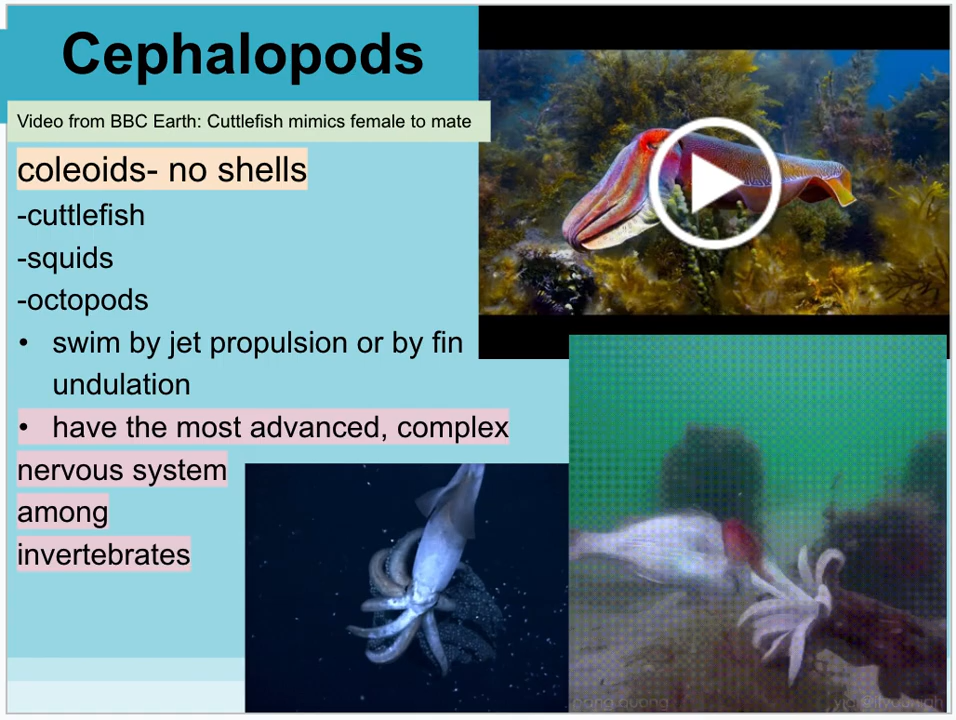 Cephalopods
Video from BBC Earth: Cuttlefish mimics female to mate
coleoids- no shells
-cuttlefish
-squids
-octopods
• swim by jet propulsion or by fin
undulation
• have the most advanced, complex
nervous system
among
invertebrates